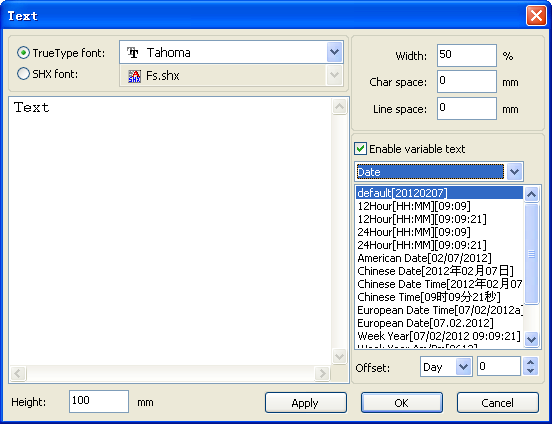 Text
TrueType font:
Tahoma
SHX font:
Fs.shx
Width:
50
%
Char space:
0
mm
Line space:
0
mm
Text
Enable variable text
Date
default[20120207]
12Hour[HH:MM][09:09]
12Hour[HH:MM][09:09:21]
24Hour[HH:MM][09:09]
24Hour[HH:MM][09:09:21]
American Date[02/07/2012]
Chinese Date[2012年02月07日]
Chinese Date Time[2012年02月07
Chinese Time[09时09分21秒]
European Date Time[07/02/2012a]
European Date[07.02.2012]
Week Year[07/02/2012 09:09:21]
Offset:
Day
0
Height:
100
mm
Apply
OK
Cancel